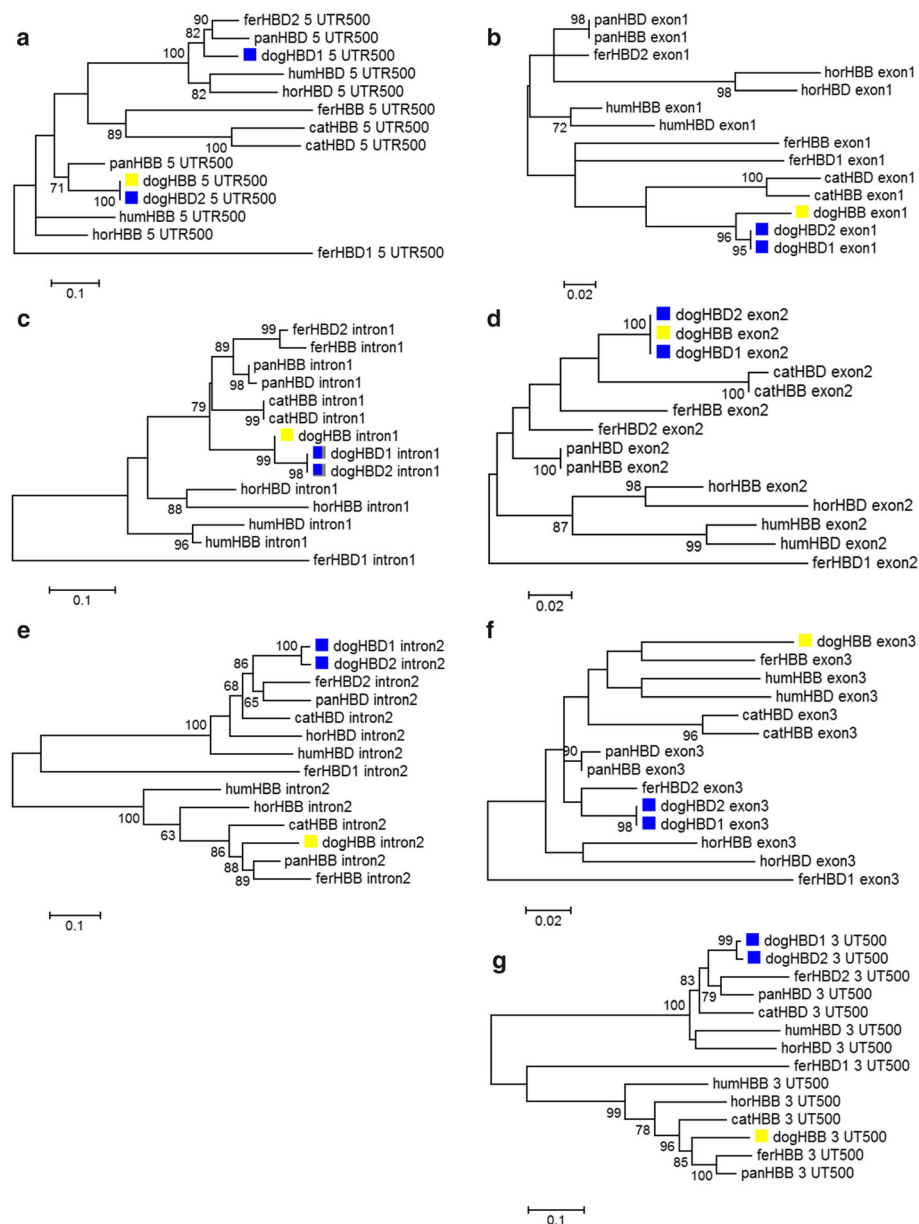 a
90
ferHBD2 5 UTR500
82
panHBD 5 UTR500
100
dogHBD1 5 UTR500
humHBD 5 UTR500
82
horHBD 5 UTR500
ferHBB 5 UTR500
89
catHBB 5 UTR500
100
catHBD 5 UTR500
panHBB 5 UTR500
71
dogHBB 5 UTR500
100
dogHBD2 5 UTR500
humHBB 5 UTR500
horHBB 5 UTR500
ferHBD1 5 UTR500
0.1
b
98
panHBD exon1
panHBB exon1
ferHBD2 exon1
horHBB exon1
98
horHBD exon1
humHBB exon1
72
humHBD exon1
ferHBB exon1
ferHBD1 exon1
100
catHBD exon1
catHBB exon1
dogHBB exon1
96
dogHBD2 exon1
95
dogHBD1 exon1
0.02
c
99
ferHBD2 intron1
89
ferHBB intron1
panHBB intron1
98
panHBD intron1
79
catHBB intron1
99
catHBD intron1
dogHBB intron1
99
dogHBD1 intron1
98
dogHBD2 intron1
horHBD intron1
88
horHBB intron1
humHBD intron1
96
humHBB intron1
ferHBD1 intron1
0.1
d
dogHBD2 exon2
100
dogHBB exon2
dogHBD1 exon2
catHBD exon2
100
catHBB exon2
ferHBB exon2
ferHBD2 exon2
panHBD exon2
100
panHBB exon2
98
horHBB exon2
horHBD exon2
87
humHBB exon2
99
humHBD exon2
ferHBD1 exon2
0.02
e
100
dogHBD1 intron2
86
dogHBD2 intron2
68
ferHBD2 intron2
65
panHBD intron2
100
catHBD intron2
horHBD intron2
humHBD intron2
ferHBD1 intron2
humHBB intron2
100
horHBB intron2
63
catHBB intron2
86
dogHBB intron2
88
panHBB intron2
89
ferHBB intron2
0.1
f
dogHBB exon3
ferHBB exon3
humHBB exon3
humHBD exon3
catHBD exon3
96
catHBB exon3
90
panHBD exon3
panHBB exon3
ferHBD2 exon3
dogHBD2 exon3
98
dogHBD1 exon3
horHBB exon3
horHBD exon3
ferHBD1 exon3
0.02
g
99
dogHBD1 3 UT500
dogHBD2 3 UT500
83
ferHBD2 3 UT500
79
panHBD 3 UT500
100
catHBD 3 UT500
humHBD 3 UT500
horHBD 3 UT500
ferHBD1 3 UT500
humHBB 3 UT500
99
horHBB 3 UT500
78
catHBB 3 UT500
96
dogHBB 3 UT500
85
ferHBB 3 UT500
100
panHBB 3 UT500
0.1